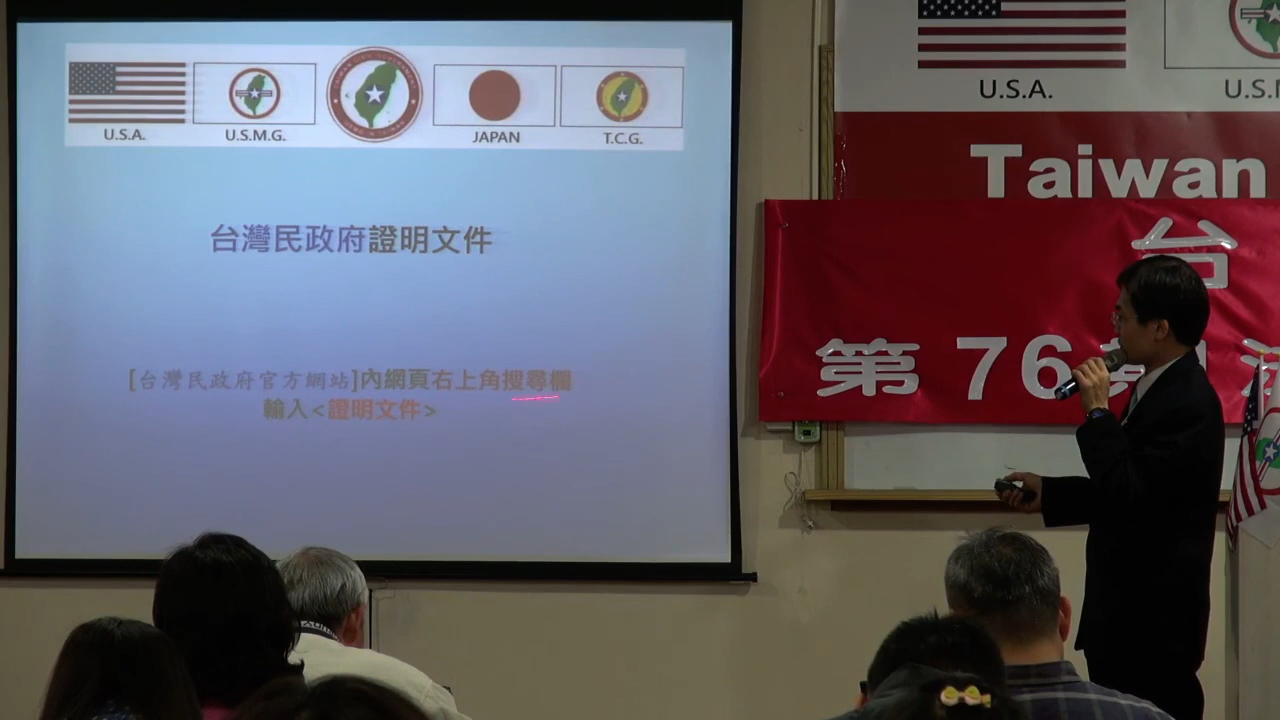 U.S.A.
U.S.M.G.
JAPAN
T.C.G.
台灣民政府證明文件
[台灣民政府官方網站]內網頁右上角搜尋欄
輸入<證明文件>
U.S.A.
Taiwan
台
第 76